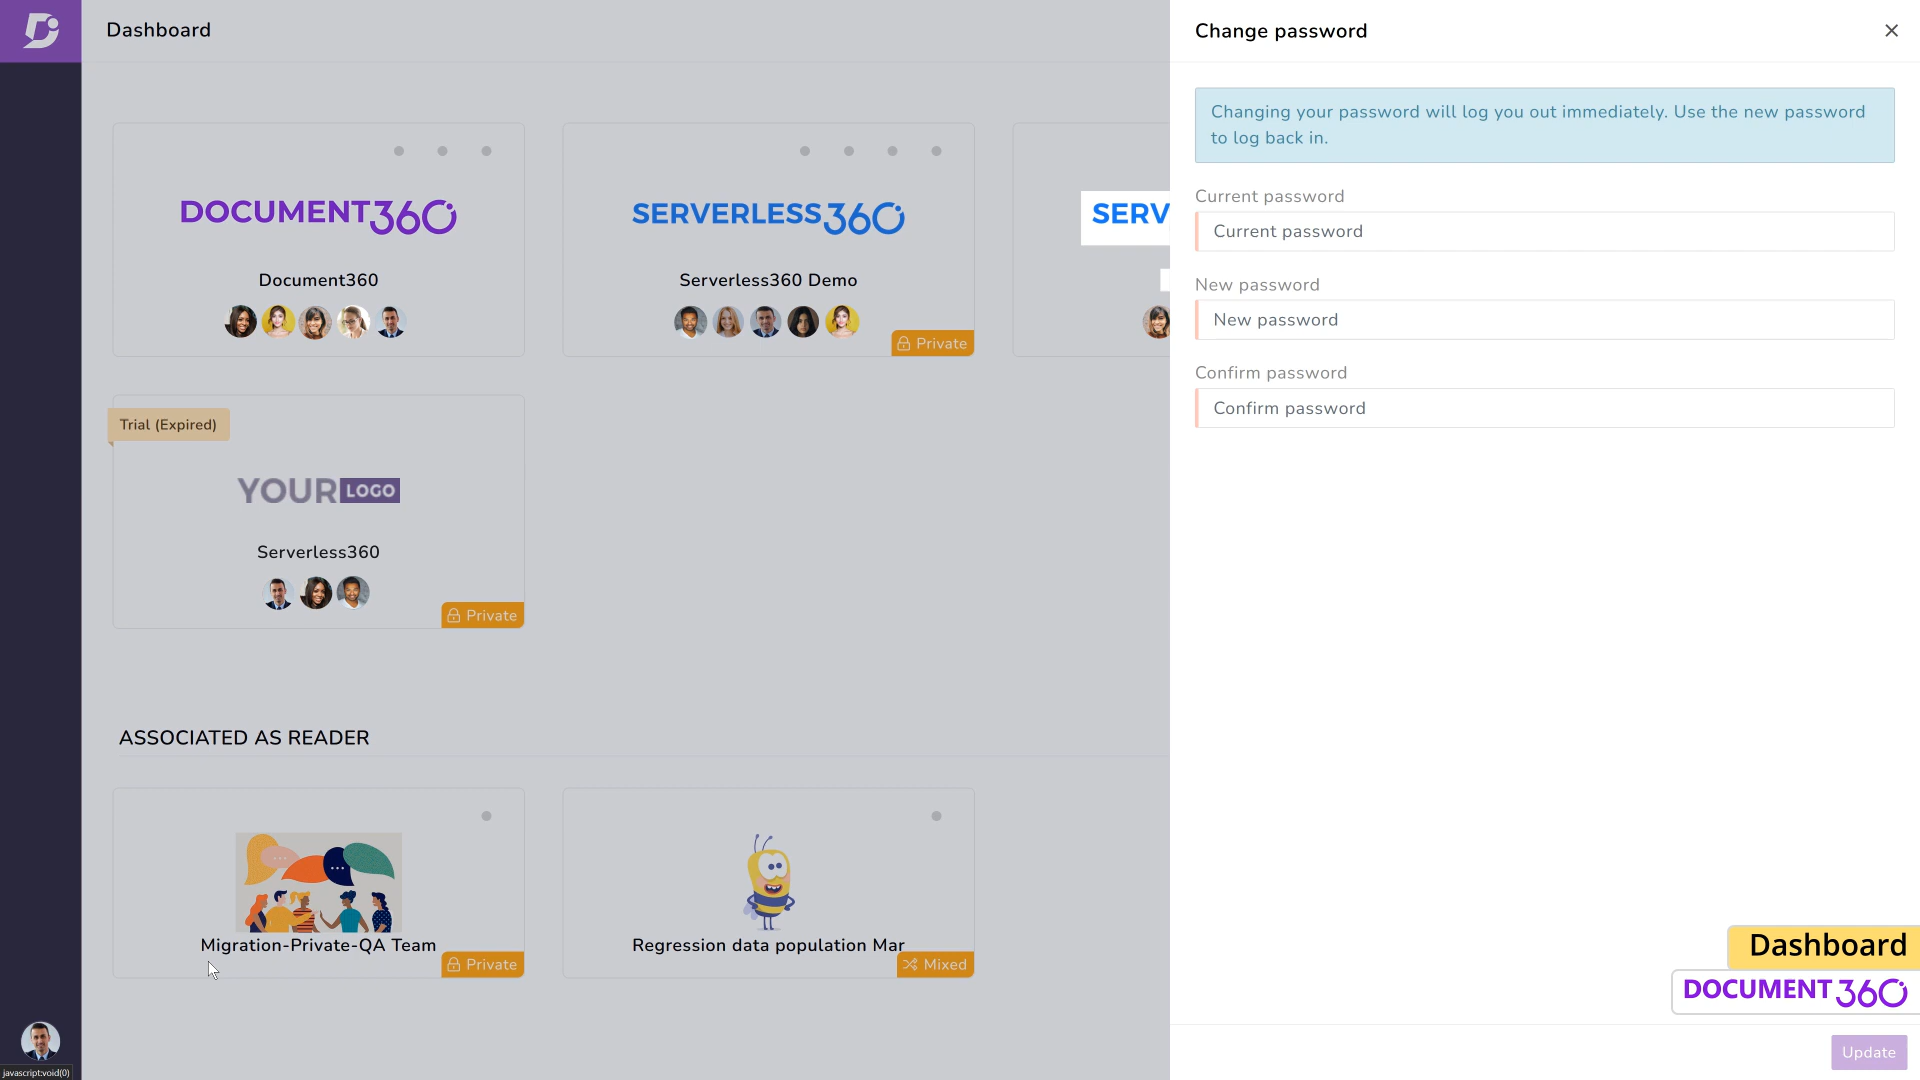 Dashboard
Change password
Changing your password will log you out immediately. Use the new password
to log back in.
Current password
Current password
New password
New password
Confirm password
Confirm password
DOCUMENT360
Document360
SERVERLESS360
Serverless360 Demo
Private
SERV
Trial (Expired)
YOUR LOGO
Serverless360
Private
ASSOCIATED AS READER
Migration-Private-QA Team
Private
Regression data population Mar
Mixed
Dashboard
DOCUMENT360
Update
javascript:void(0)